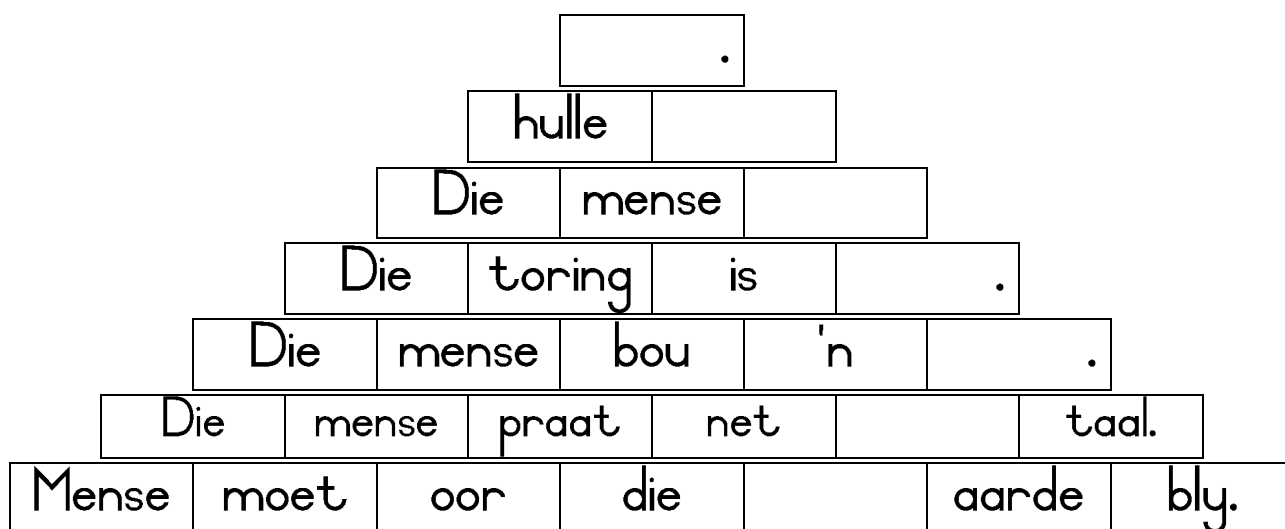 .
hulle
Die mense
Die toring is .
Die mense bou 'n .
Die mense praat net taal.
Mense moet oor die aarde bly.